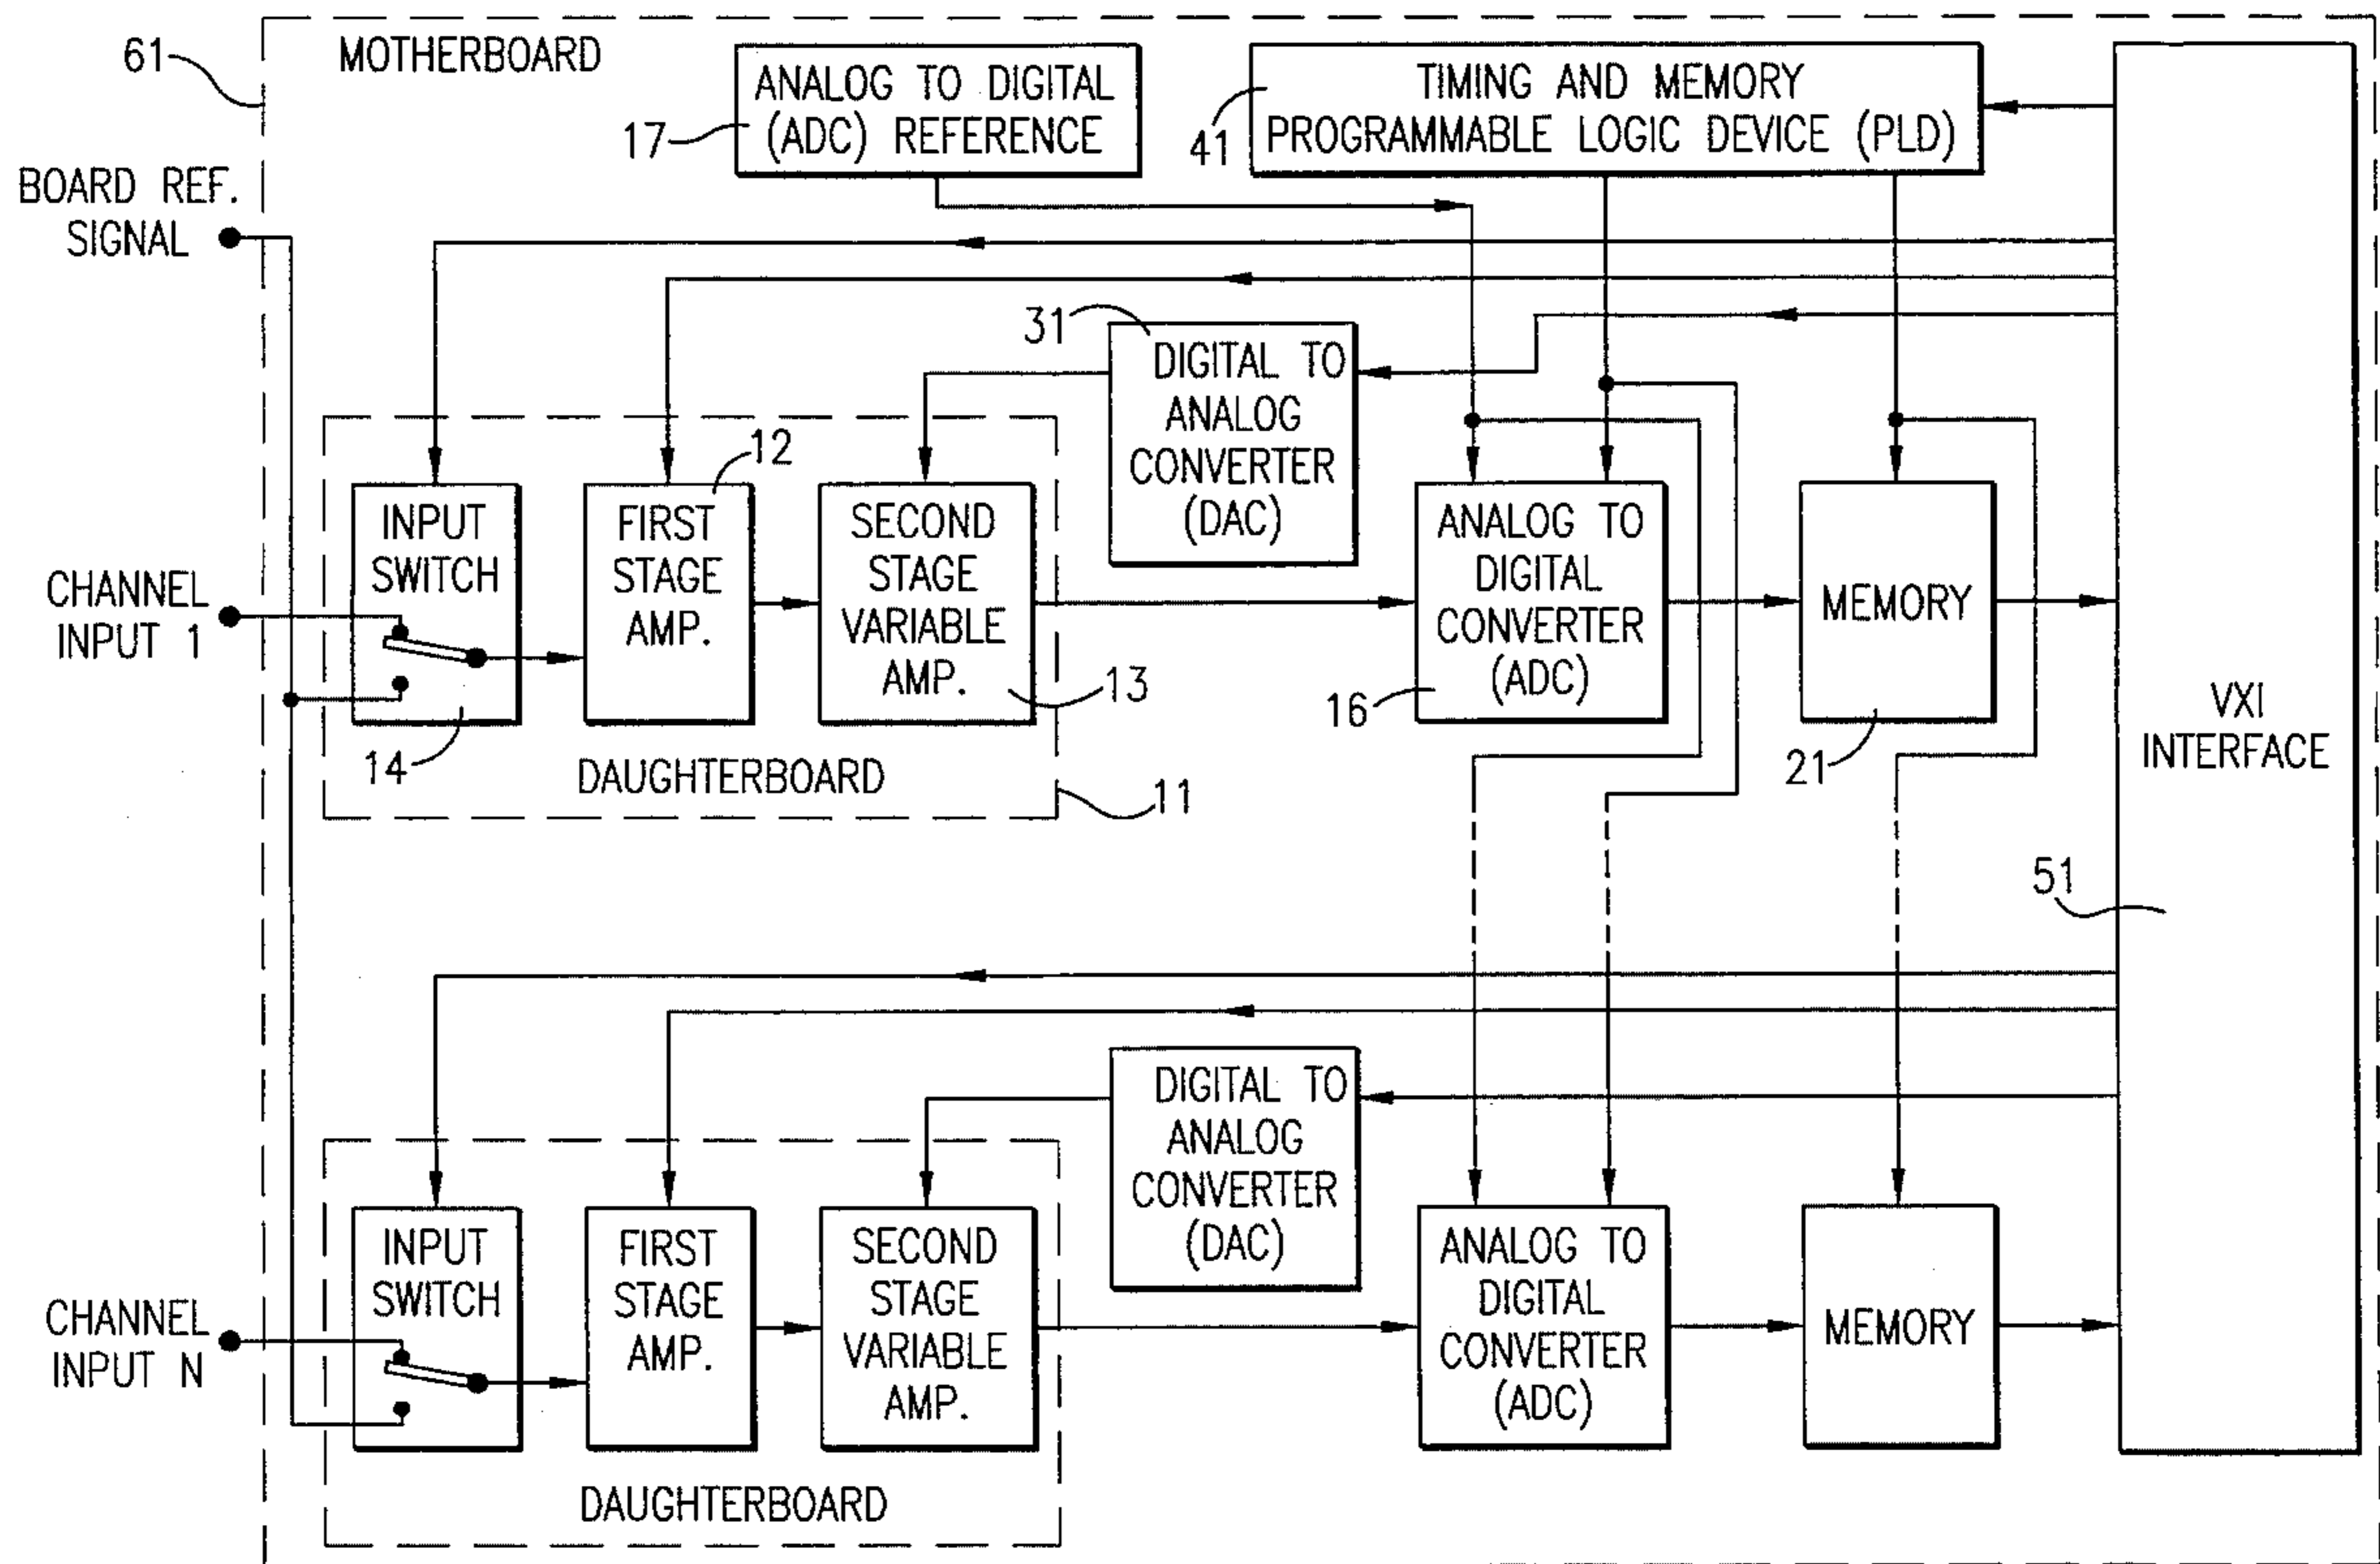 61
MOTHERBOARD
ANALOG TO DIGITAL
(ADC) REFERENCE
17
TIMING AND MEMORY
PROGRAMMABLE LOGIC DEVICE (PLD)
41
BOARD REF.
SIGNAL
31
DIGITAL TO
ANALOG
CONVERTER
(DAC)
CHANNEL
INPUT 1
INPUT
SWITCH
14
12
FIRST
STAGE
AMP.
SECOND
STAGE
VARIABLE
AMP.
13
DAUGHTERBOARD
11
ANALOG TO
DIGITAL
CONVERTER
(ADC)
16
MEMORY
21
VXI
INTERFACE
51
DIGITAL TO
ANALOG
CONVERTER
(DAC)
CHANNEL
INPUT N
INPUT
SWITCH
FIRST
STAGE
AMP.
SECOND
STAGE
VARIABLE
AMP.
DAUGHTERBOARD
ANALOG TO
DIGITAL
CONVERTER
(ADC)
MEMORY